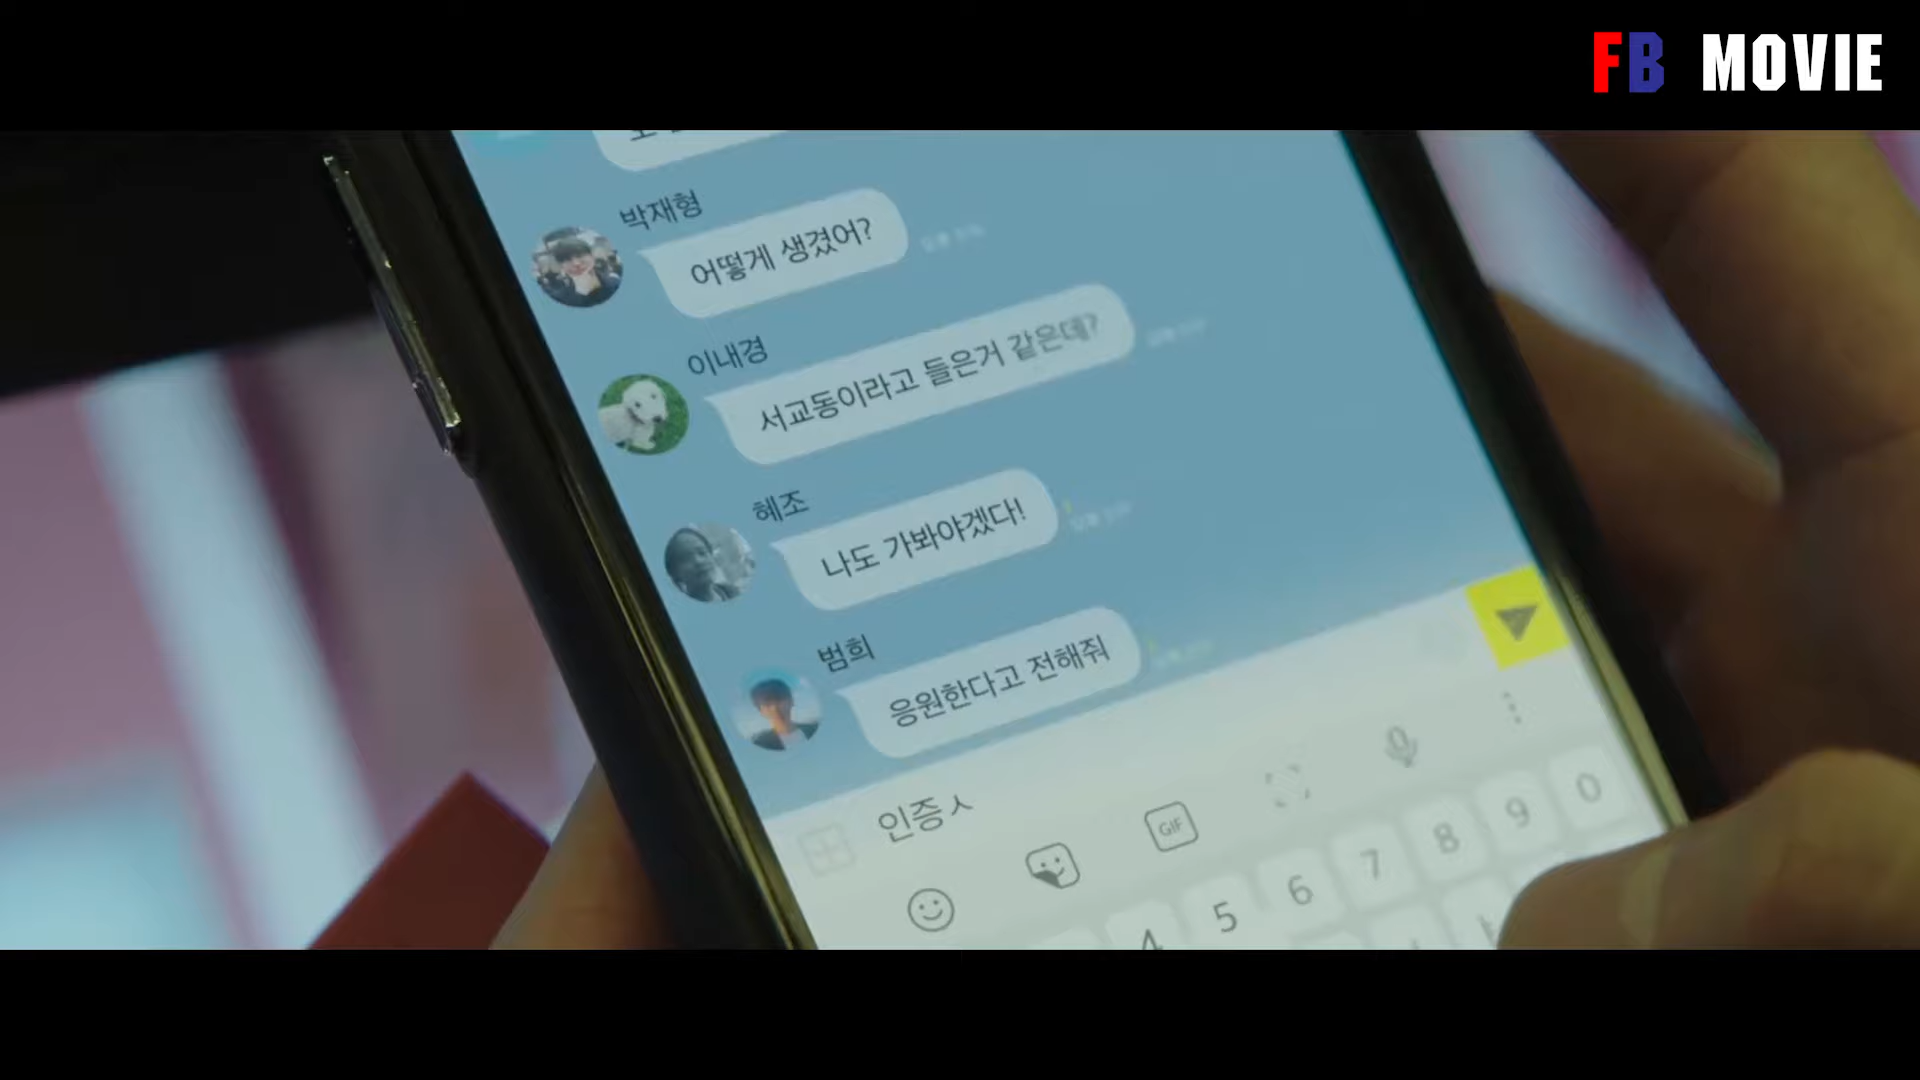 FB MOVIE
박재형
어떻게 생겼어?
이내경
서교동이라고 들은거 같은데?
혜조
나도 가봐야겠다!
범희
응원한다고 전해줘
인증ㅅ
GIF
4 5 6 7 8 9 0